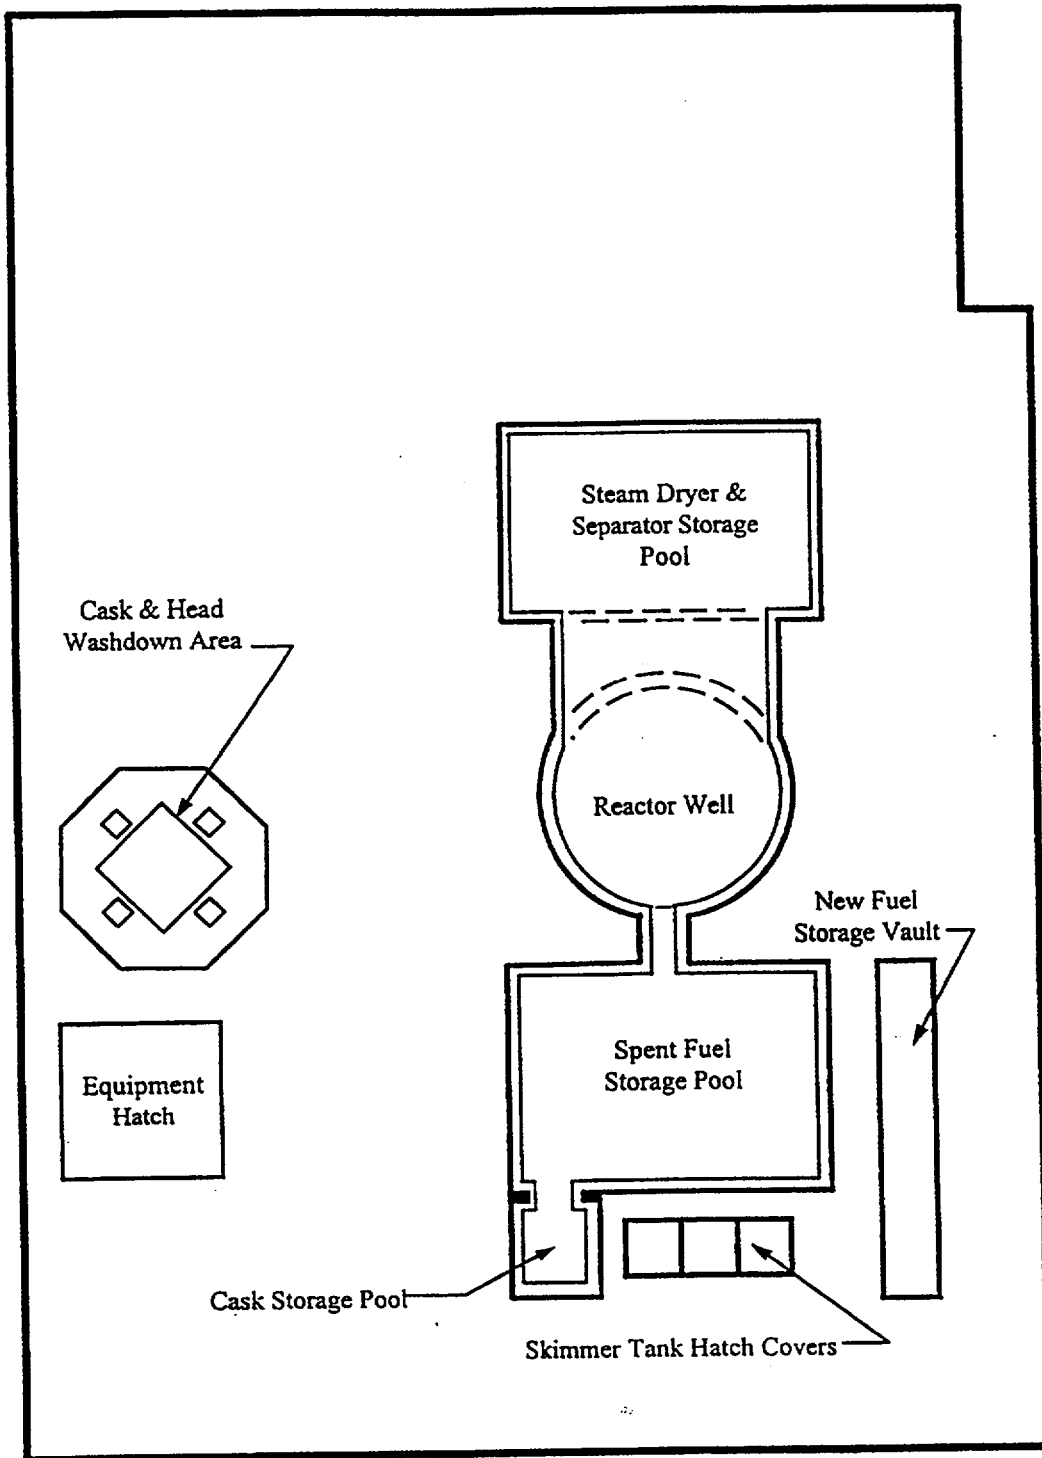 Steam Dryer &
Separator Storage
Pool
Cask & Head
Washdown Area
Reactor Well
New Fuel
Storage Vault
Spent Fuel
Storage Pool
Equipment
Hatch
Cask Storage Pool
Skimmer Tank Hatch Covers